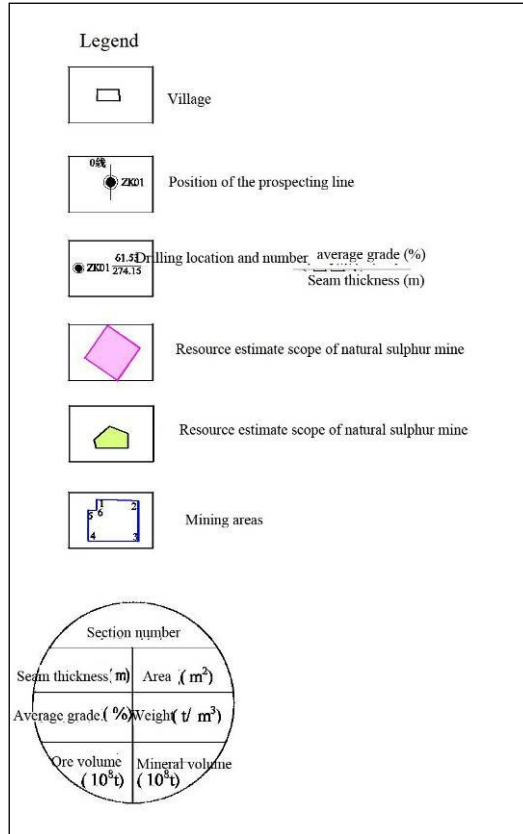 Legend
Village
0线
ZK01
Position of the prospecting line
ZK01
61.53
274.15
Drilling location and number
average grade (%)
Seam thickness (m)
Resource estimate scope of natural sulphur mine
Resource estimate scope of natural sulphur mine
1 2
5 6
4 3
Mining areas
Section number
Seam thickness (m) Area (m²)
Average grade (%) Weight (t/m³)
Ore volume Mineral volume
(10⁸t) (10⁸t)